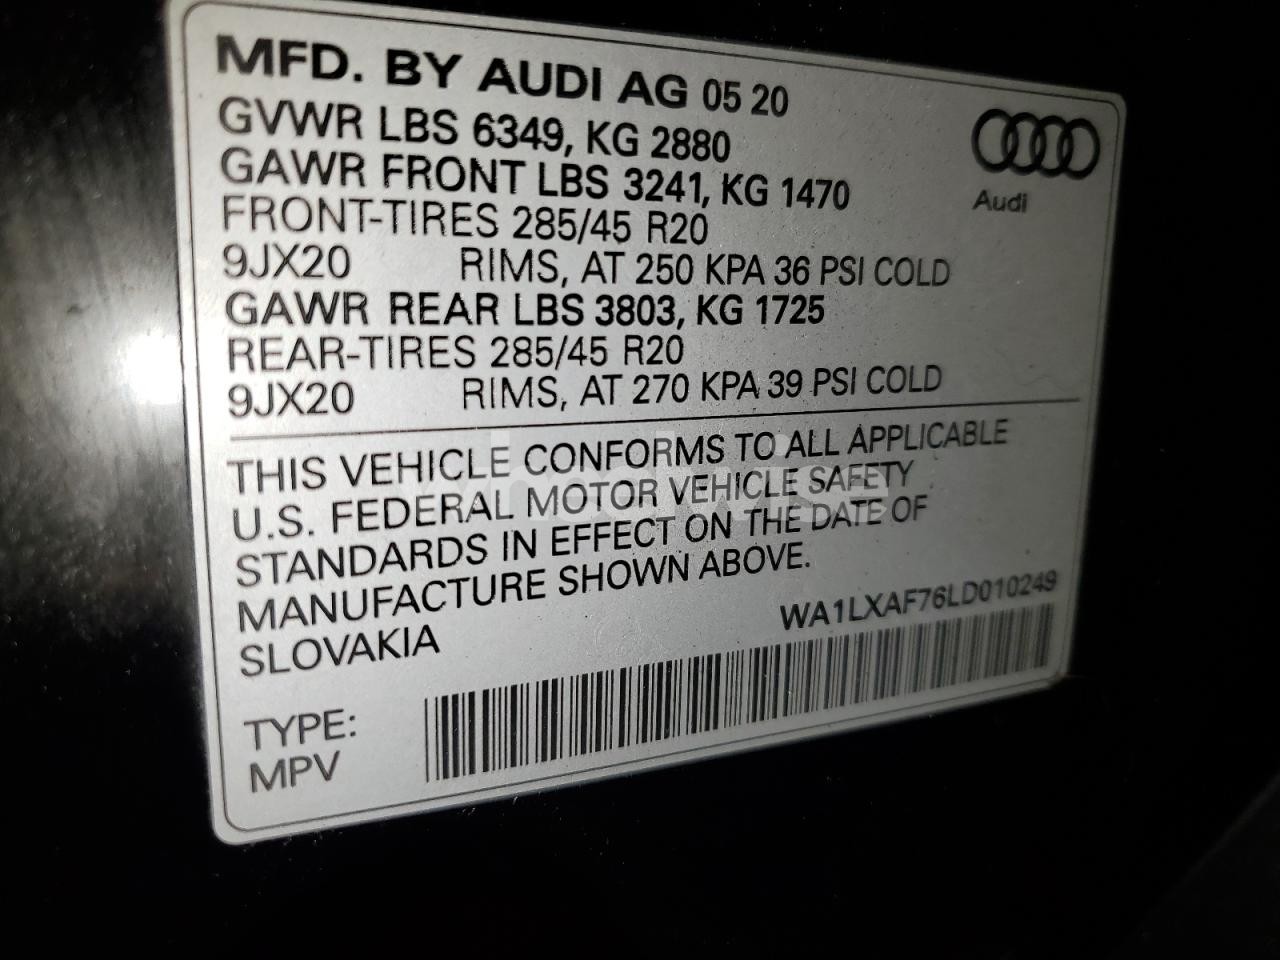 MFD. BY AUDI AG 05 20
GVWR LBS 6349, KG 2880
GAWR FRONT LBS 3241, KG 1470
FRONT-TIRES 285/45 R20
9JX20 RIMS, AT 250 KPA 36 PSI COLD
GAWR REAR LBS 3803, KG 1725
REAR-TIRES 285/45 R20
9JX20 RIMS, AT 270 KPA 39 PSI COLD
Audi
THIS VEHICLE CONFORMS TO ALL APPLICABLE
U.S. FEDERAL MOTOR VEHICLE SAFETY
STANDARDS IN EFFECT ON THE DATE OF
MANUFACTURE SHOWN ABOVE.
SLOVAKIA
WA1LXAF76LD010249
TYPE:
MPV